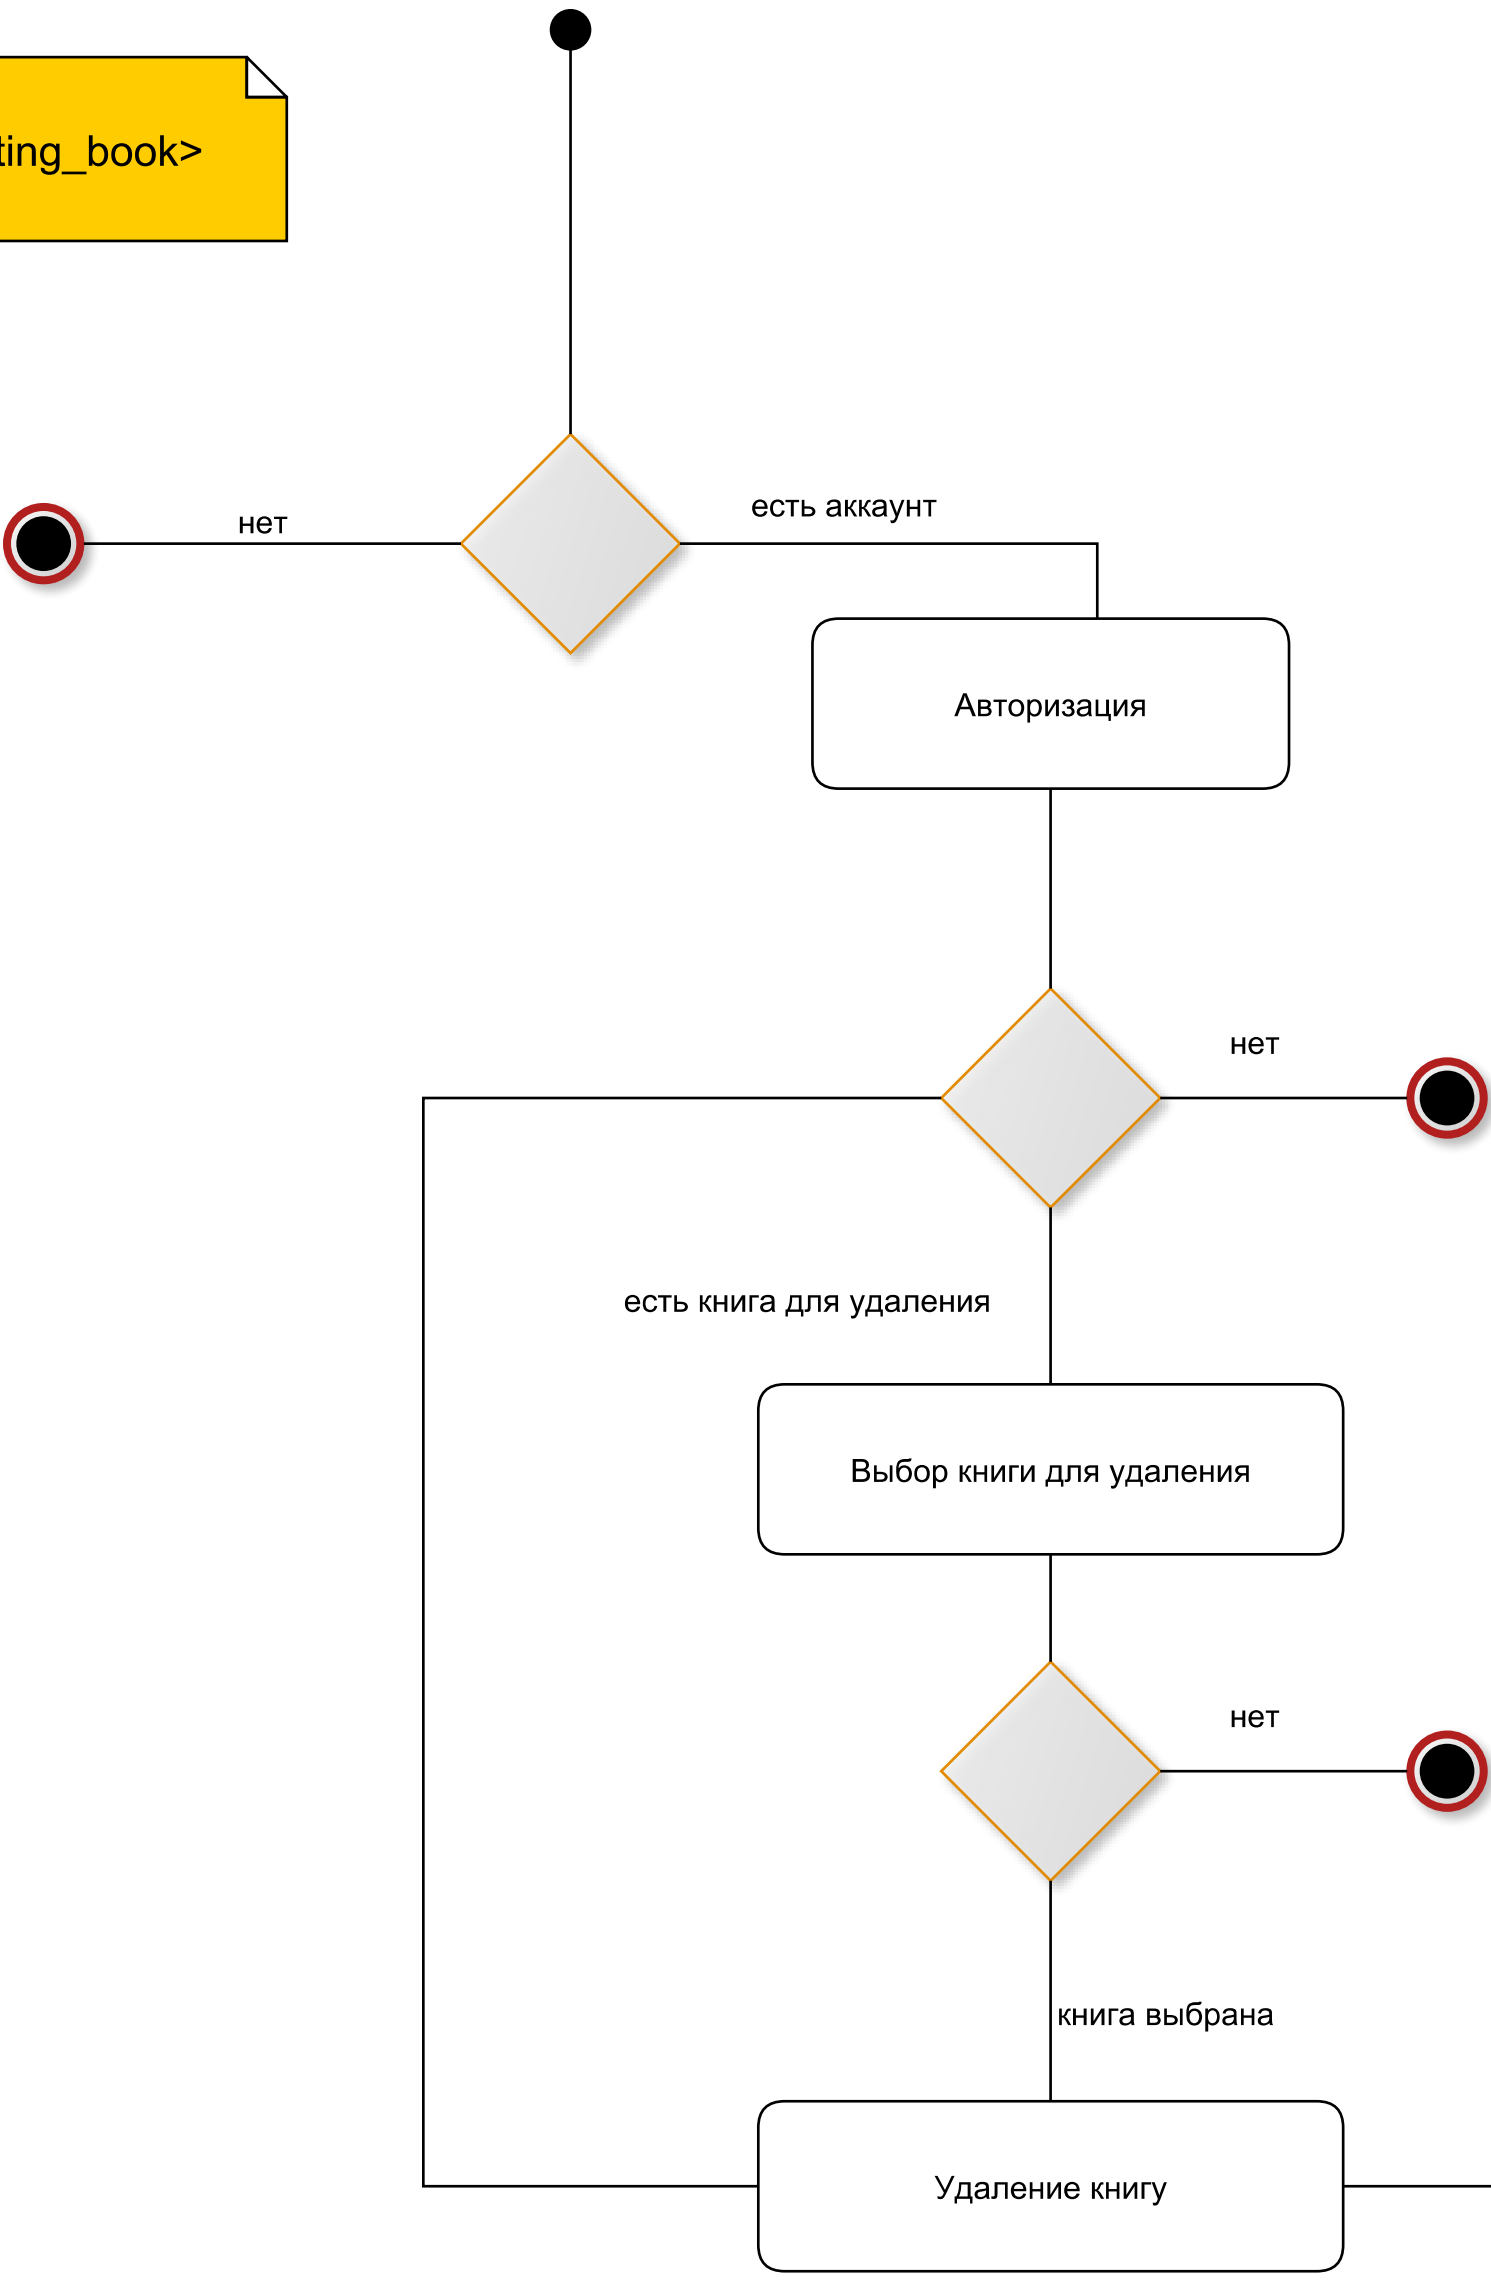 ting_book>
нет
есть аккаунт
Авторизация
нет
есть книга для удаления
Выбор книги для удаления
нет
книга выбрана
Удаление книгу